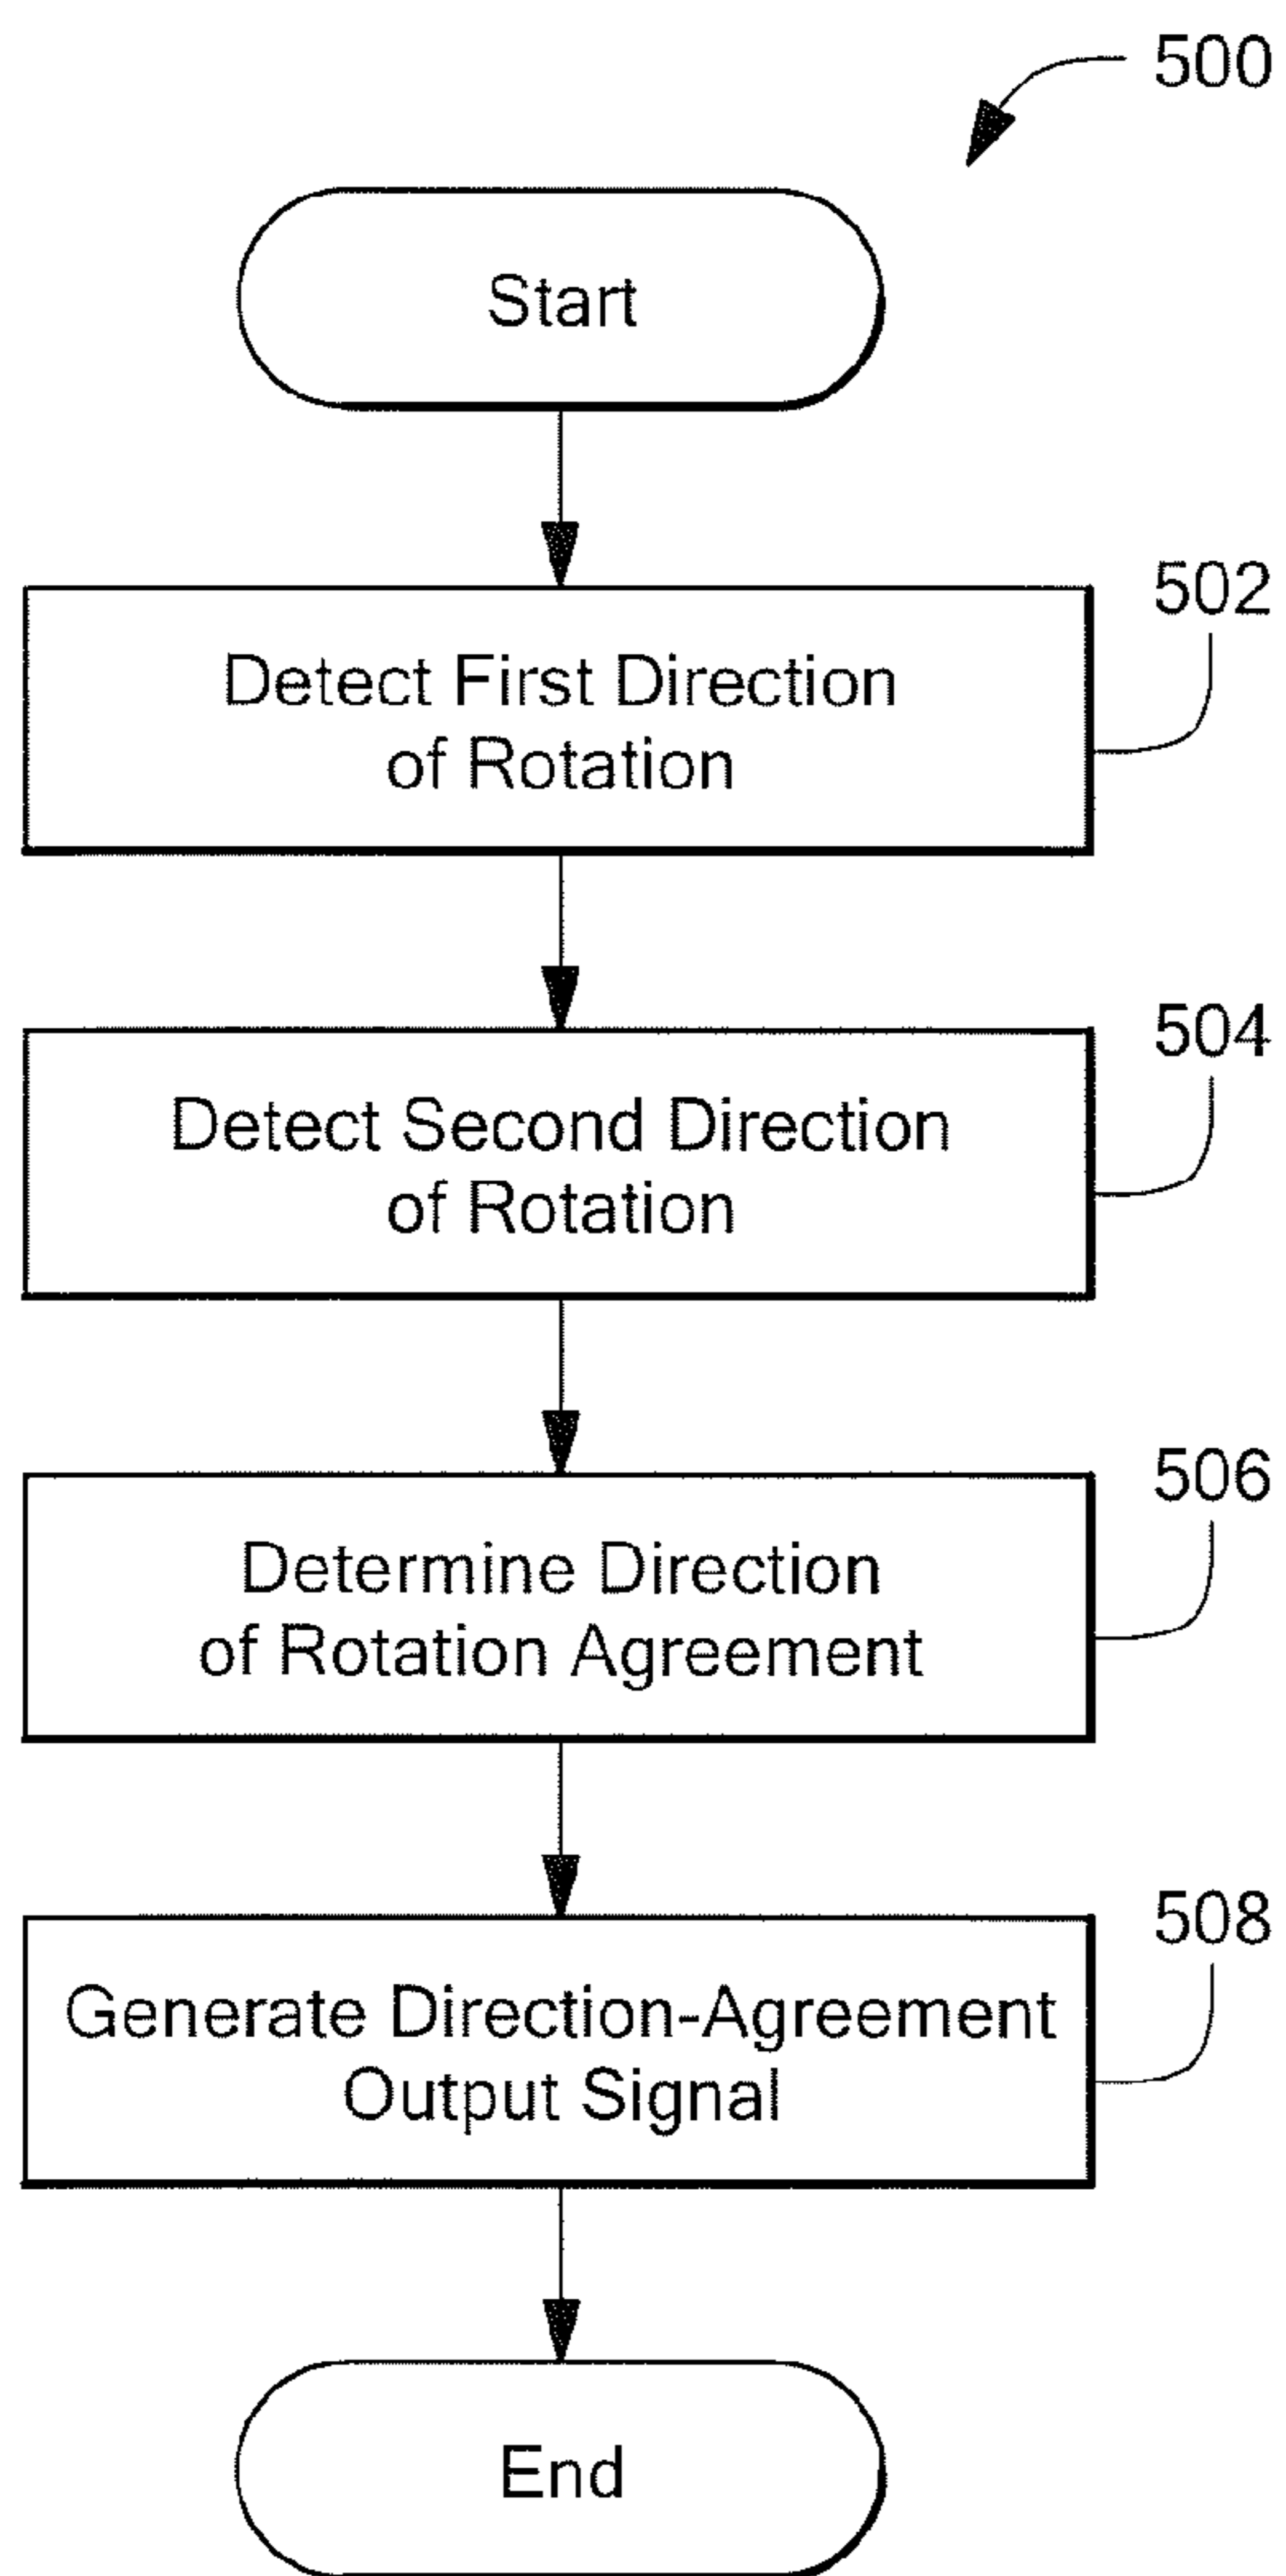 500
Start
502
Detect First Direction
of Rotation
504
Detect Second Direction
of Rotation
506
Determine Direction
of Rotation Agreement
508
Generate Direction-Agreement
Output Signal
End